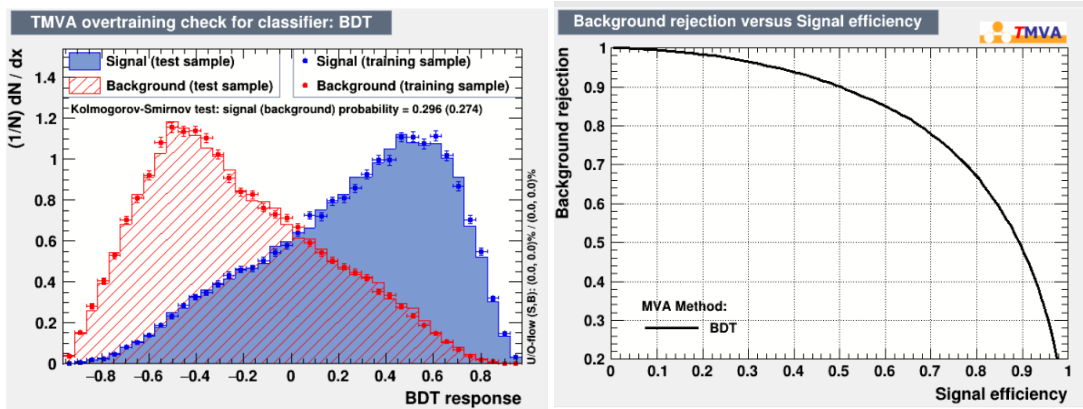 TMVA overtraining check for classifier: BDT
(1/N) dN / dx
Signal (test sample)
Background (test sample)
Signal (training sample)
Background (training sample)
Kolmogorov-Smirnov test: signal (background) probability = 0.296 (0.274)
1.4
1.2
1
0.8
0.6
0.4
0.2
0
−0.8 −0.6 −0.4 −0.2 0 0.2 0.4 0.6 0.8
BDT response
U/O-flow (S,B): (0.0, 0.0)% / (0.0, 0.0)%
Background rejection versus Signal efficiency
TMVA
Background rejection
1
0.9
0.8
0.7
0.6
0.5
0.4
0.3
0.2
MVA Method:
BDT
0 0.1 0.2 0.3 0.4 0.5 0.6 0.7 0.8 0.9 1
Signal efficiency